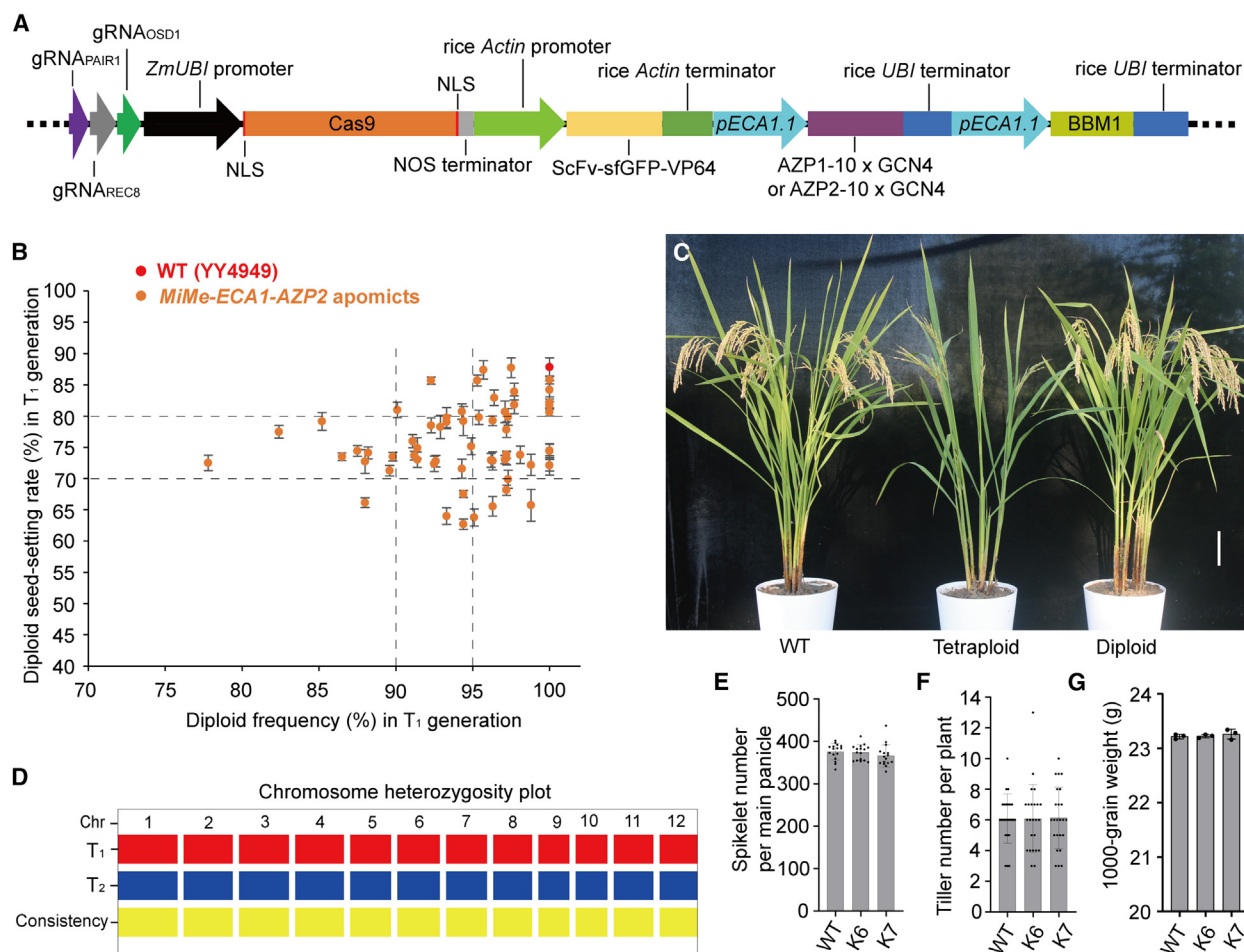 A
gRNAPAIR1
gRNAOSD1
ZmUBI promoter
rice Actin promoter
NLS
rice Actin terminator
rice UBI terminator
rice UBI terminator
Cas9
pECA1.1
pECA1.1
BBM1
gRNAREC8
NLS
NOS terminator
ScFv-sfGFP-VP64
AZP1-10 x GCN4
or AZP2-10 x GCN4
B
WT (YY4949)
MiMe-ECA1-AZP2 apomicts
Diploid seed-setting rate (%) in T1 generation
100
95
90
85
80
75
70
65
60
55
50
45
40
70
75
80
85
90
95
100
Diploid frequency (%) in T1 generation
C
WT
Tetraploid
Diploid
D
Chromosome heterozygosity plot
Chr 1 2 3 4 5 6 7 8 9 10 11 12
T1
T2
Consistency
E
Spikelet number
per main panicle
500
400
300
200
100
0
WT
K6
K7
F
Tiller number per plant
14
12
10
8
6
4
2
0
WT
K6
K7
G
1000-grain weight (g)
24
23
22
21
20
WT
K6
K7